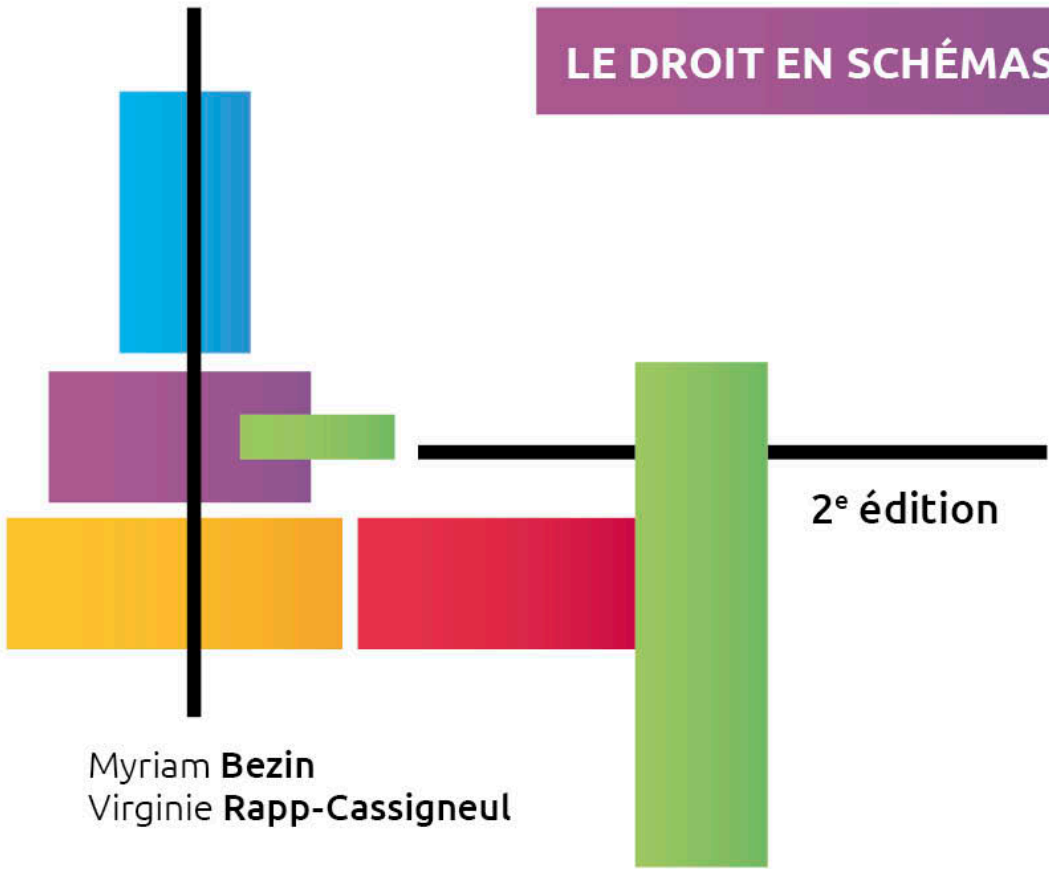 LE DROIT EN SCHÉMAS
2e édition
Myriam Bezin
Virginie Rapp-Cassigneul